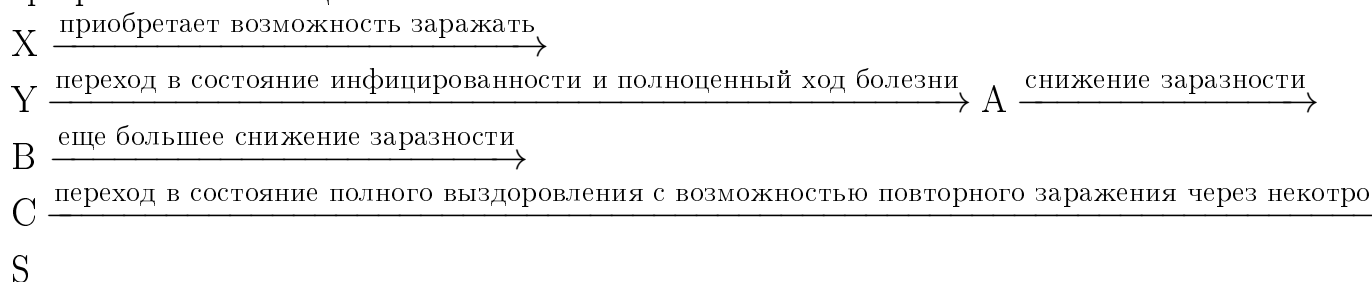 X приобретает возможность заражать
Y переход в состояние инфицированности и полноценный ход болезни A снижение заразности
B еще большее снижение заразности
C переход в состояние полного выздоровления с возможностью повторного заражения через некотро
S